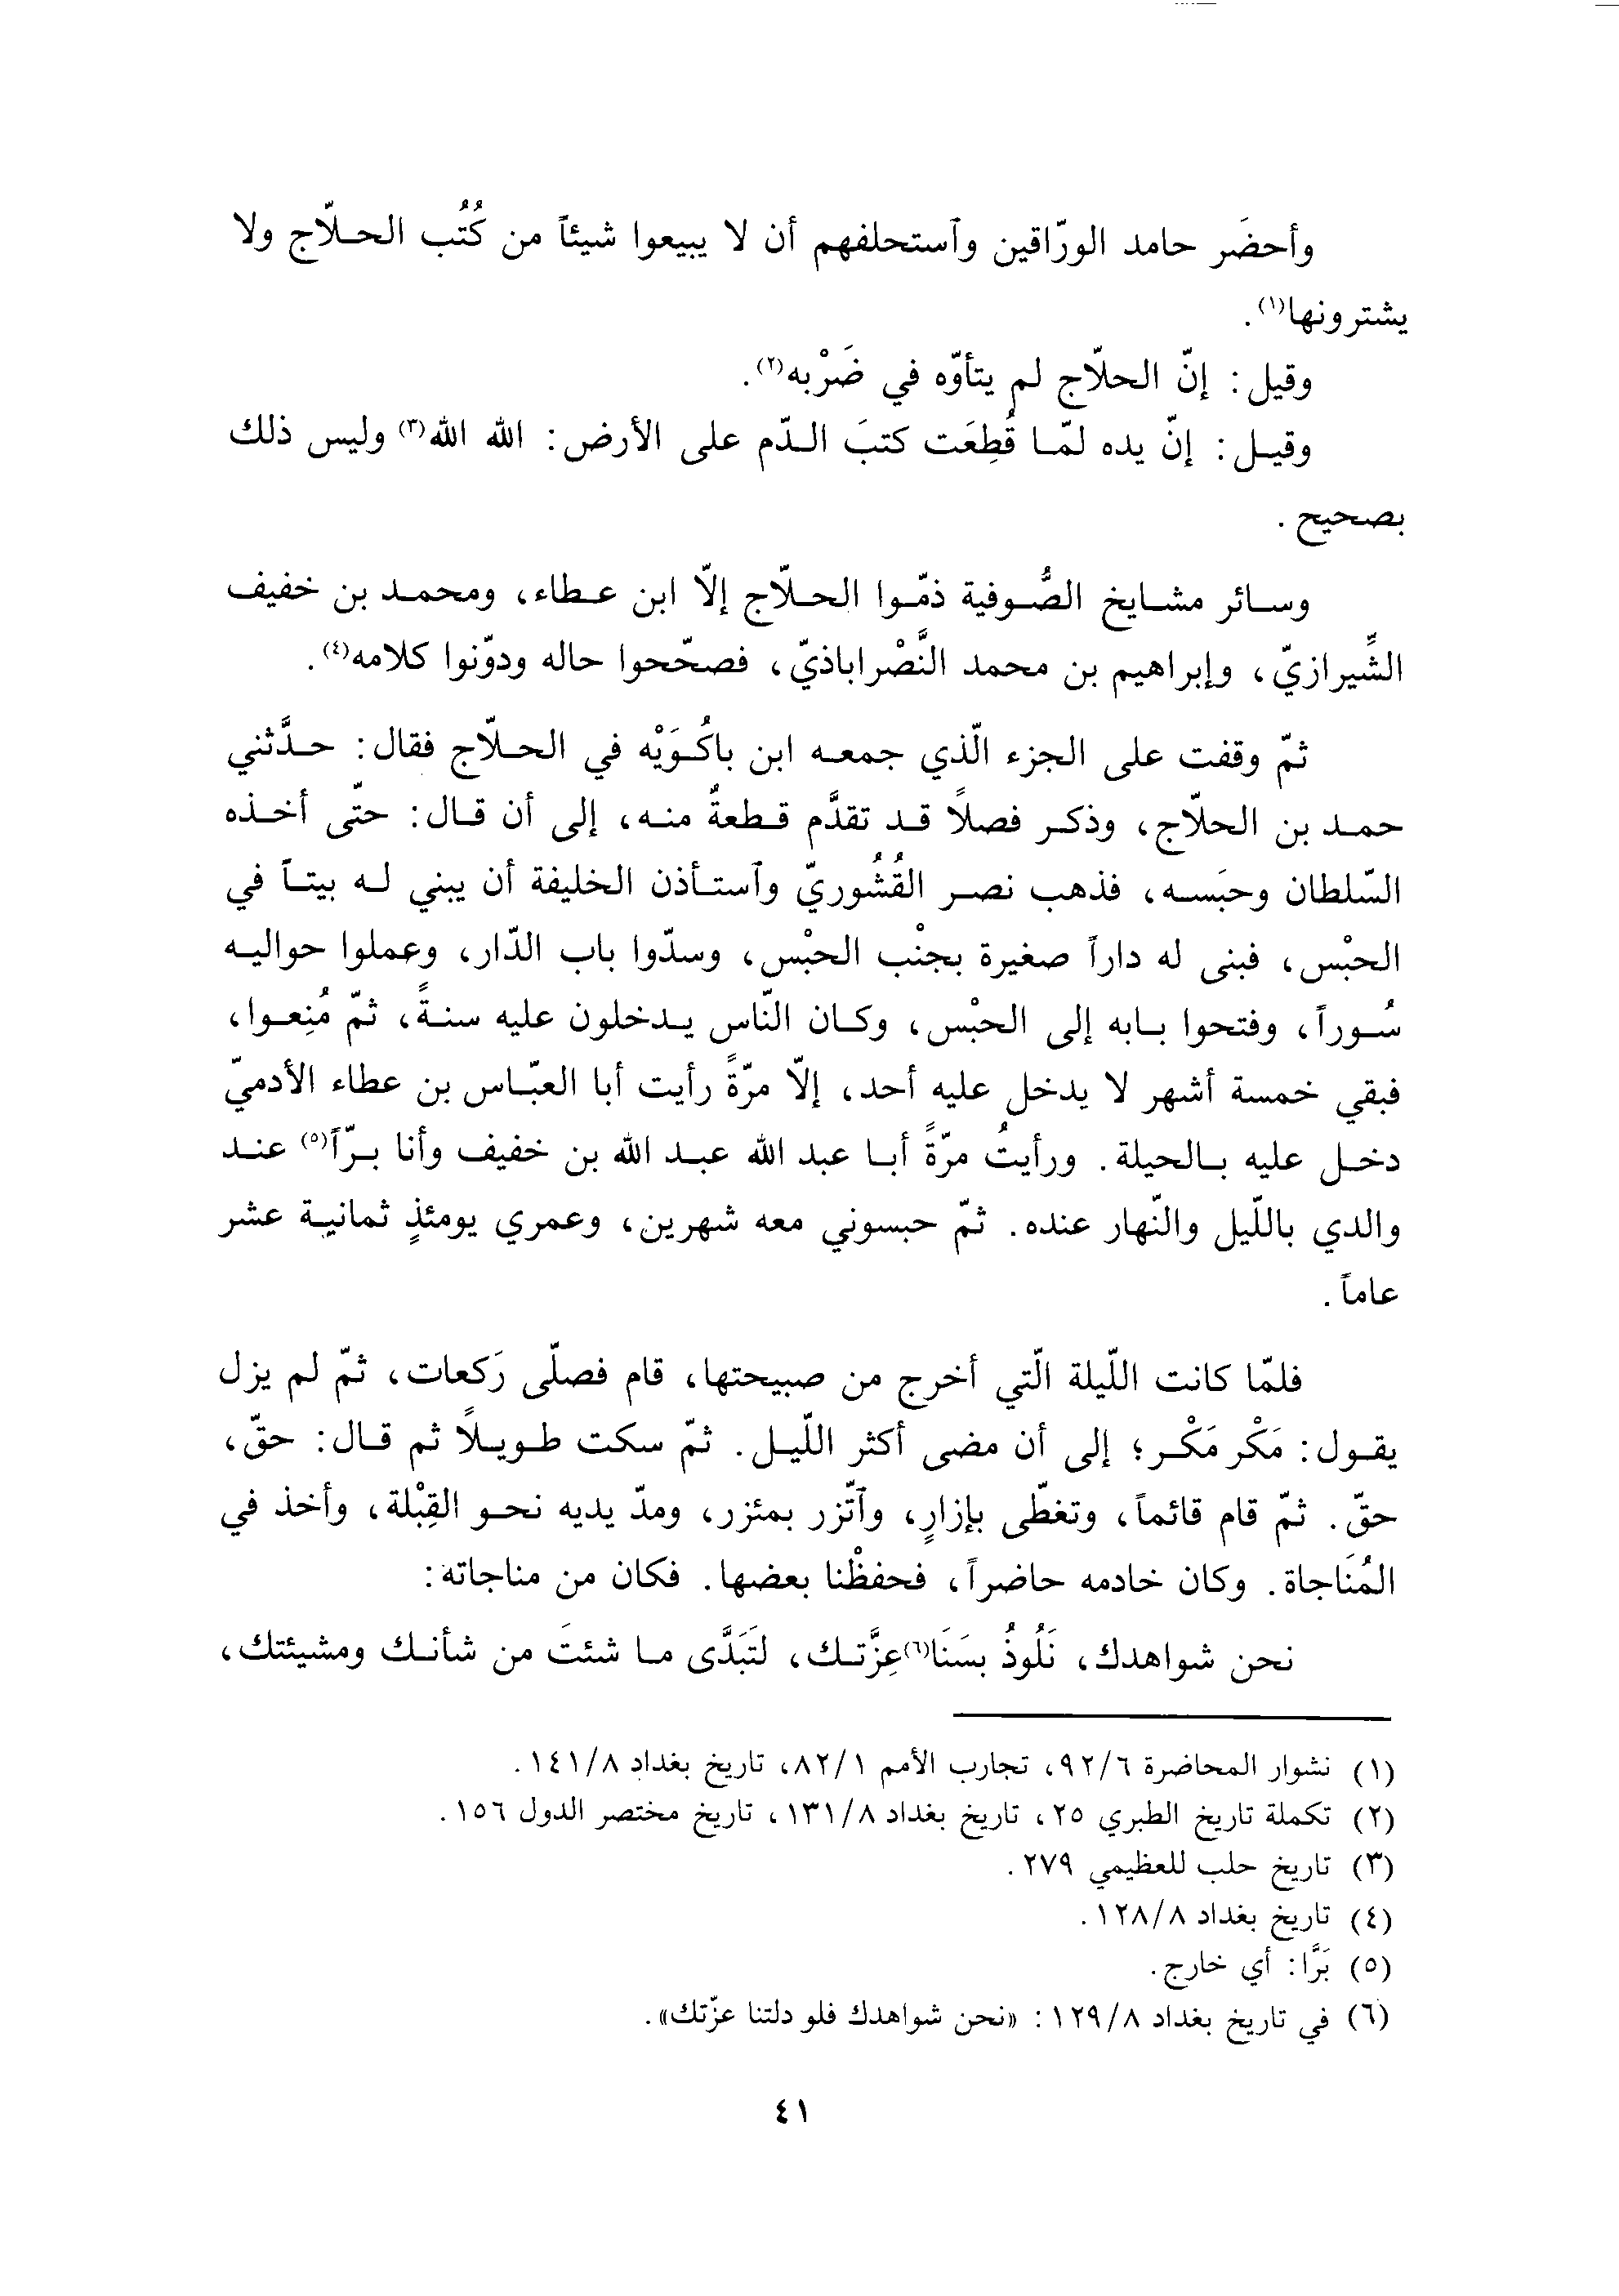 وأحضَر حامد الورّاقين وٱستحلفهم أن لا يبيعوا شيئاً من كُتُب الحلّاج ولا
يشترونها(١).
وقيل: إنّ الحلّاج لم يتأوّه في ضَرْبه(٢).
وقيل: إنّ يده لمّا قُطِعَت كتبَ الدّم على الأرض: الله الله(٣) وليس ذلك
بصحيح.
وسائر مشايخ الصُّوفية ذمّوا الحلّاج إلّا ابن عطاء، ومحمد بن خفيف
الشِّيرازيّ، وإبراهيم بن محمد النَّصْراباذيّ، فصحّحوا حاله ودوّنوا كلامه(٤).
ثمّ وقفت على الجزء الّذي جمعه ابن باكُوَيْه في الحلّاج فقال: حدَّثني
حمد بن الحلّاج، وذكر فصلاً قد تقدَّم قطعةٌ منه، إلى أن قال: حتّى أخذه
السّلطان وحبَسه، فذهب نصر القُشُوريّ وٱستأذن الخليفة أن يبني له بيتاً في
الحبْس، فبنى له داراً صغيرة بجنْب الحبْس، وسدّوا باب الدّار، وعملوا حواليه
سُوراً، وفتحوا بابه إلى الحبْس، وكان النّاس يدخلون عليه سنةً، ثمّ مُنِعوا،
فبقي خمسة أشهر لا يدخل عليه أحد، إلّا مرّةً رأيت أبا العبّاس بن عطاء الأدميّ
دخل عليه بالحيلة. ورأيتُ مرّةً أبا عبد الله عبد الله بن خفيف وأنا برّاً(٥) عند
والدي باللّيل والنّهار عنده. ثمّ حبسوني معه شهرين، وعمري يومئذٍ ثمانية عشر
عاماً.
فلمّا كانت اللّيلة الّتي أخرج من صبيحتها، قام فصلّى رَكعات، ثمّ لم يزل
يقول: مَكْر مَكْر؛ إلى أن مضى أكثر اللّيل. ثمّ سكت طويلاً ثم قال: حقّ،
حقّ. ثمّ قام قائماً، وتغطّى بإزارٍ، وٱتّزر بمئزر، ومدّ يديه نحو القِبْلة، وأخذ في
المُنَاجاة. وكان خادمه حاضراً، فحفظْنا بعضها. فكان من مناجاته:
نحن شواهدك، نَلُوذُ بسَنَا(٦)عِزَّتك، لتَبَدَّى ما شئتَ من شأنك ومشيئتك،
(١) نشوار المحاضرة ٩٢/٦، تجارب الأمم ٨٢/١، تاريخ بغداد ١٤١/٨.
(٢) تكملة تاريخ الطبري ٢٥، تاريخ بغداد ١٣١/٨، تاريخ مختصر الدول ١٥٦.
(٣) تاريخ حلب للعظيمي ٢٧٩.
(٤) تاريخ بغداد ١٢٨/٨.
(٥) بَرَّا: أي خارج.
(٦) في تاريخ بغداد ١٢٩/٨: «نحن شواهدك فلو دلتنا عزّتك».
٤١